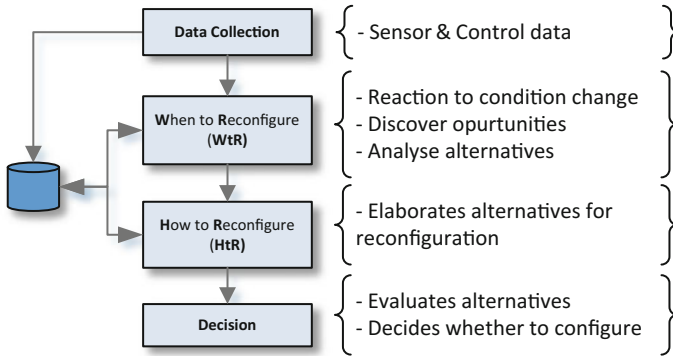 Data Collection
- Sensor & Control data
When to Reconfigure
(WtR)
- Reaction to condition change
- Discover opurtunities
- Analyse alternatives
How to Reconfigure
(HtR)
- Elaborates alternatives for
reconfiguration
Decision
- Evaluates alternatives
- Decides whether to configure